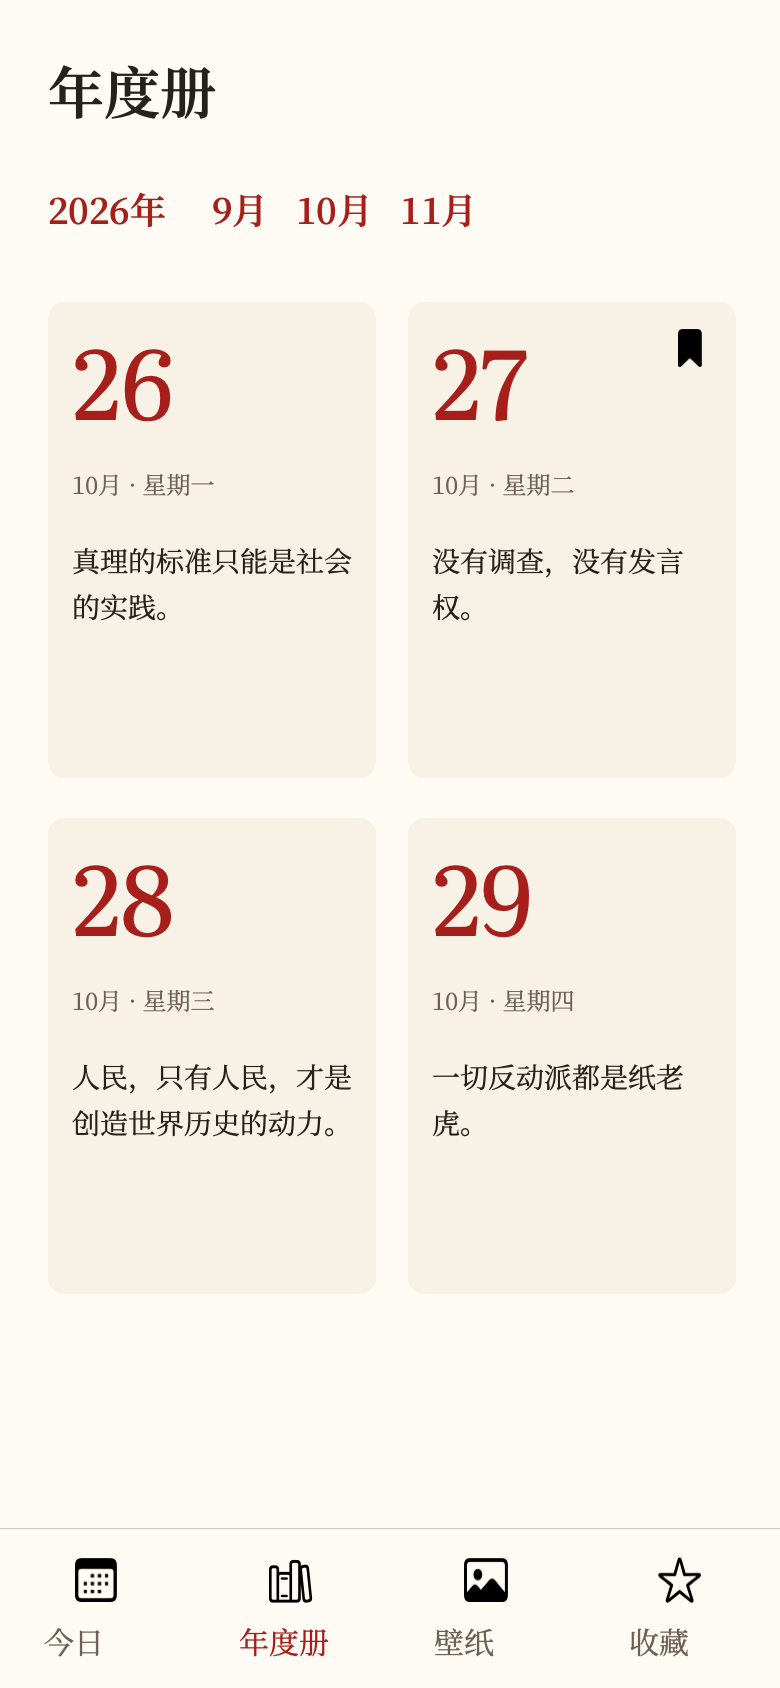 年度册
2026年 9月 10月 11月
26
10月 · 星期一
真理的标准只能是社会
的实践。
27
10月 · 星期二
没有调查，没有发言
权。
28
10月 · 星期三
人民，只有人民，才是
创造世界历史的动力。
29
10月 · 星期四
一切反动派都是纸老
虎。
今日 年度册 壁纸 收藏